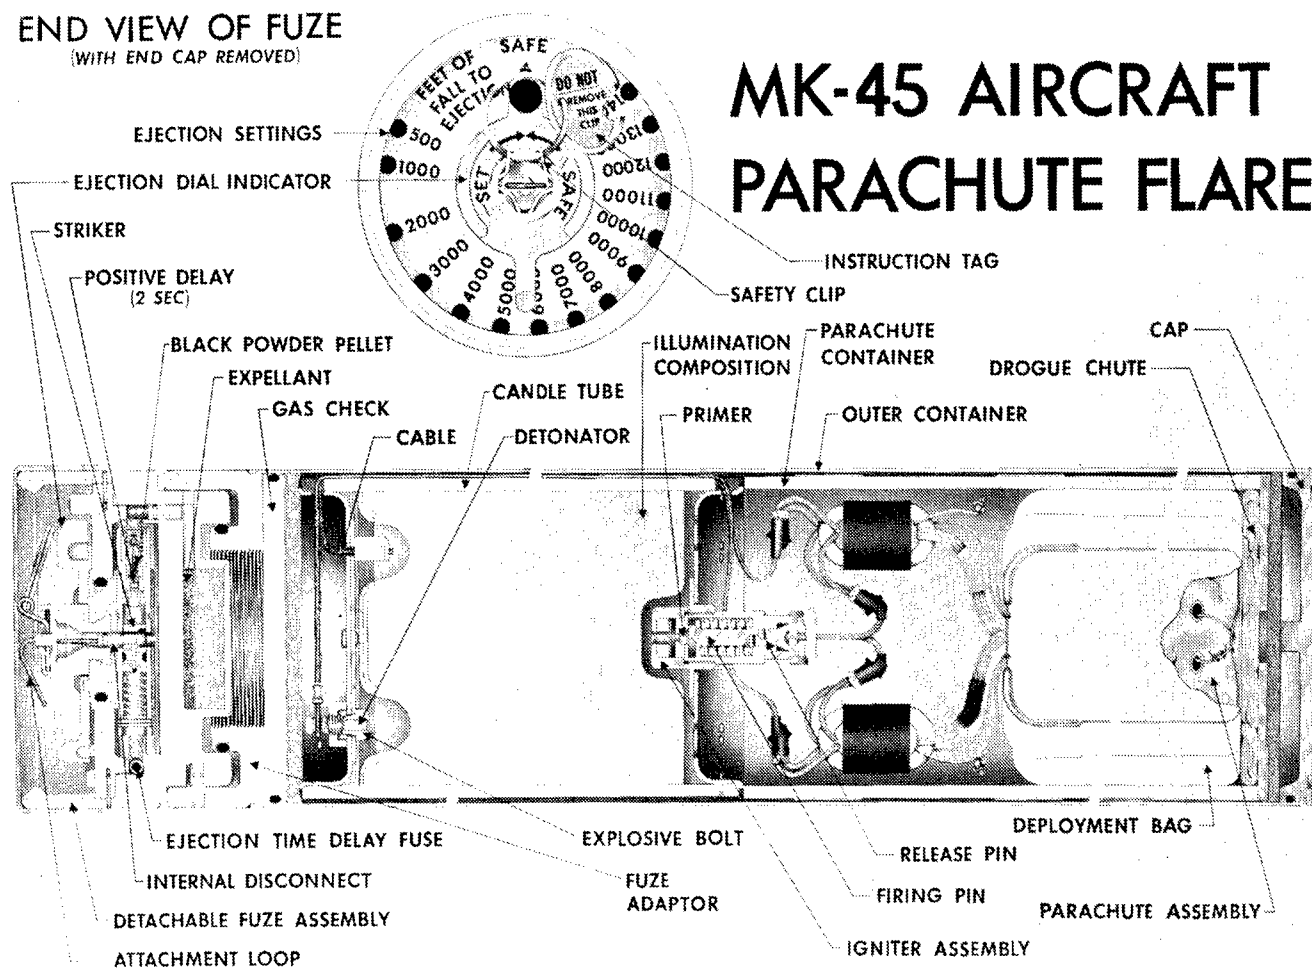 END VIEW OF FUZE
(WITH END CAP REMOVED)
MK-45 AIRCRAFT
PARACHUTE FLARE
SAFE
FEET OF
FALL TO
DO NOT
REMOVE
THIS
CLIP
500
1000
2000
3000
4000
5000
7000
8000
9000
10000
11000
12000
SET
SAFE
EJECTION SETTINGS
EJECTION DIAL INDICATOR
STRIKER
POSITIVE DELAY
(2 SEC)
BLACK POWDER PELLET
EXPELLANT
GAS CHECK
CABLE
CANDLE TUBE
DETONATOR
INSTRUCTION TAG
SAFETY CLIP
ILLUMINATION
COMPOSITION
PRIMER
PARACHUTE
CONTAINER
OUTER CONTAINER
DROGUE CHUTE
CAP
EJECTION TIME DELAY FUSE
INTERNAL DISCONNECT
DETACHABLE FUZE ASSEMBLY
ATTACHMENT LOOP
EXPLOSIVE BOLT
FUZE
ADAPTOR
DEPLOYMENT BAG
RELEASE PIN
FIRING PIN
PARACHUTE ASSEMBLY
IGNITER ASSEMBLY